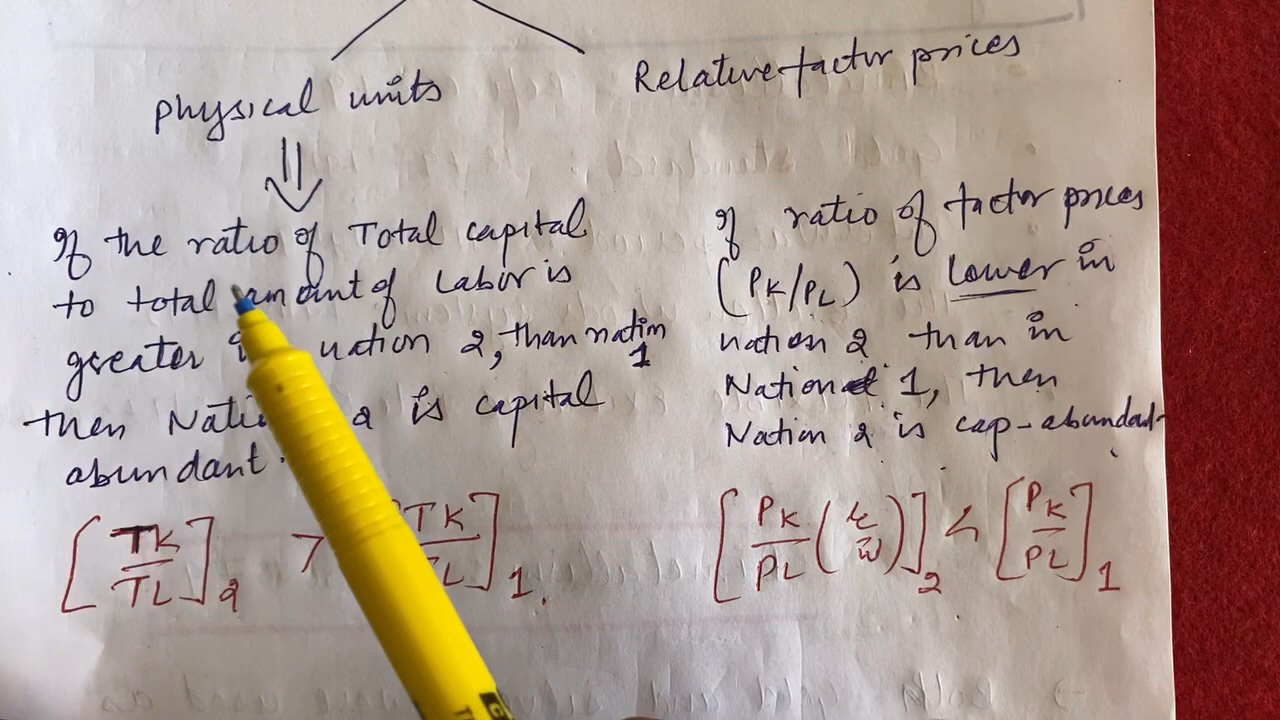 Physical units
Relative factor prices
If the ratio of Total capital
to total amount of Labor is
greater nation 2, than nation
1
then Nation 2 is capital
abundant.
[TK/TL]2 > [TK/TL]1.
If ratio of factor prices
(PK/PL) is lower in
nation 2 than in
Nation 1, then
Nation 2 is cap-abundant
[PK/PL (r/w)]2 < [PK/PL]1